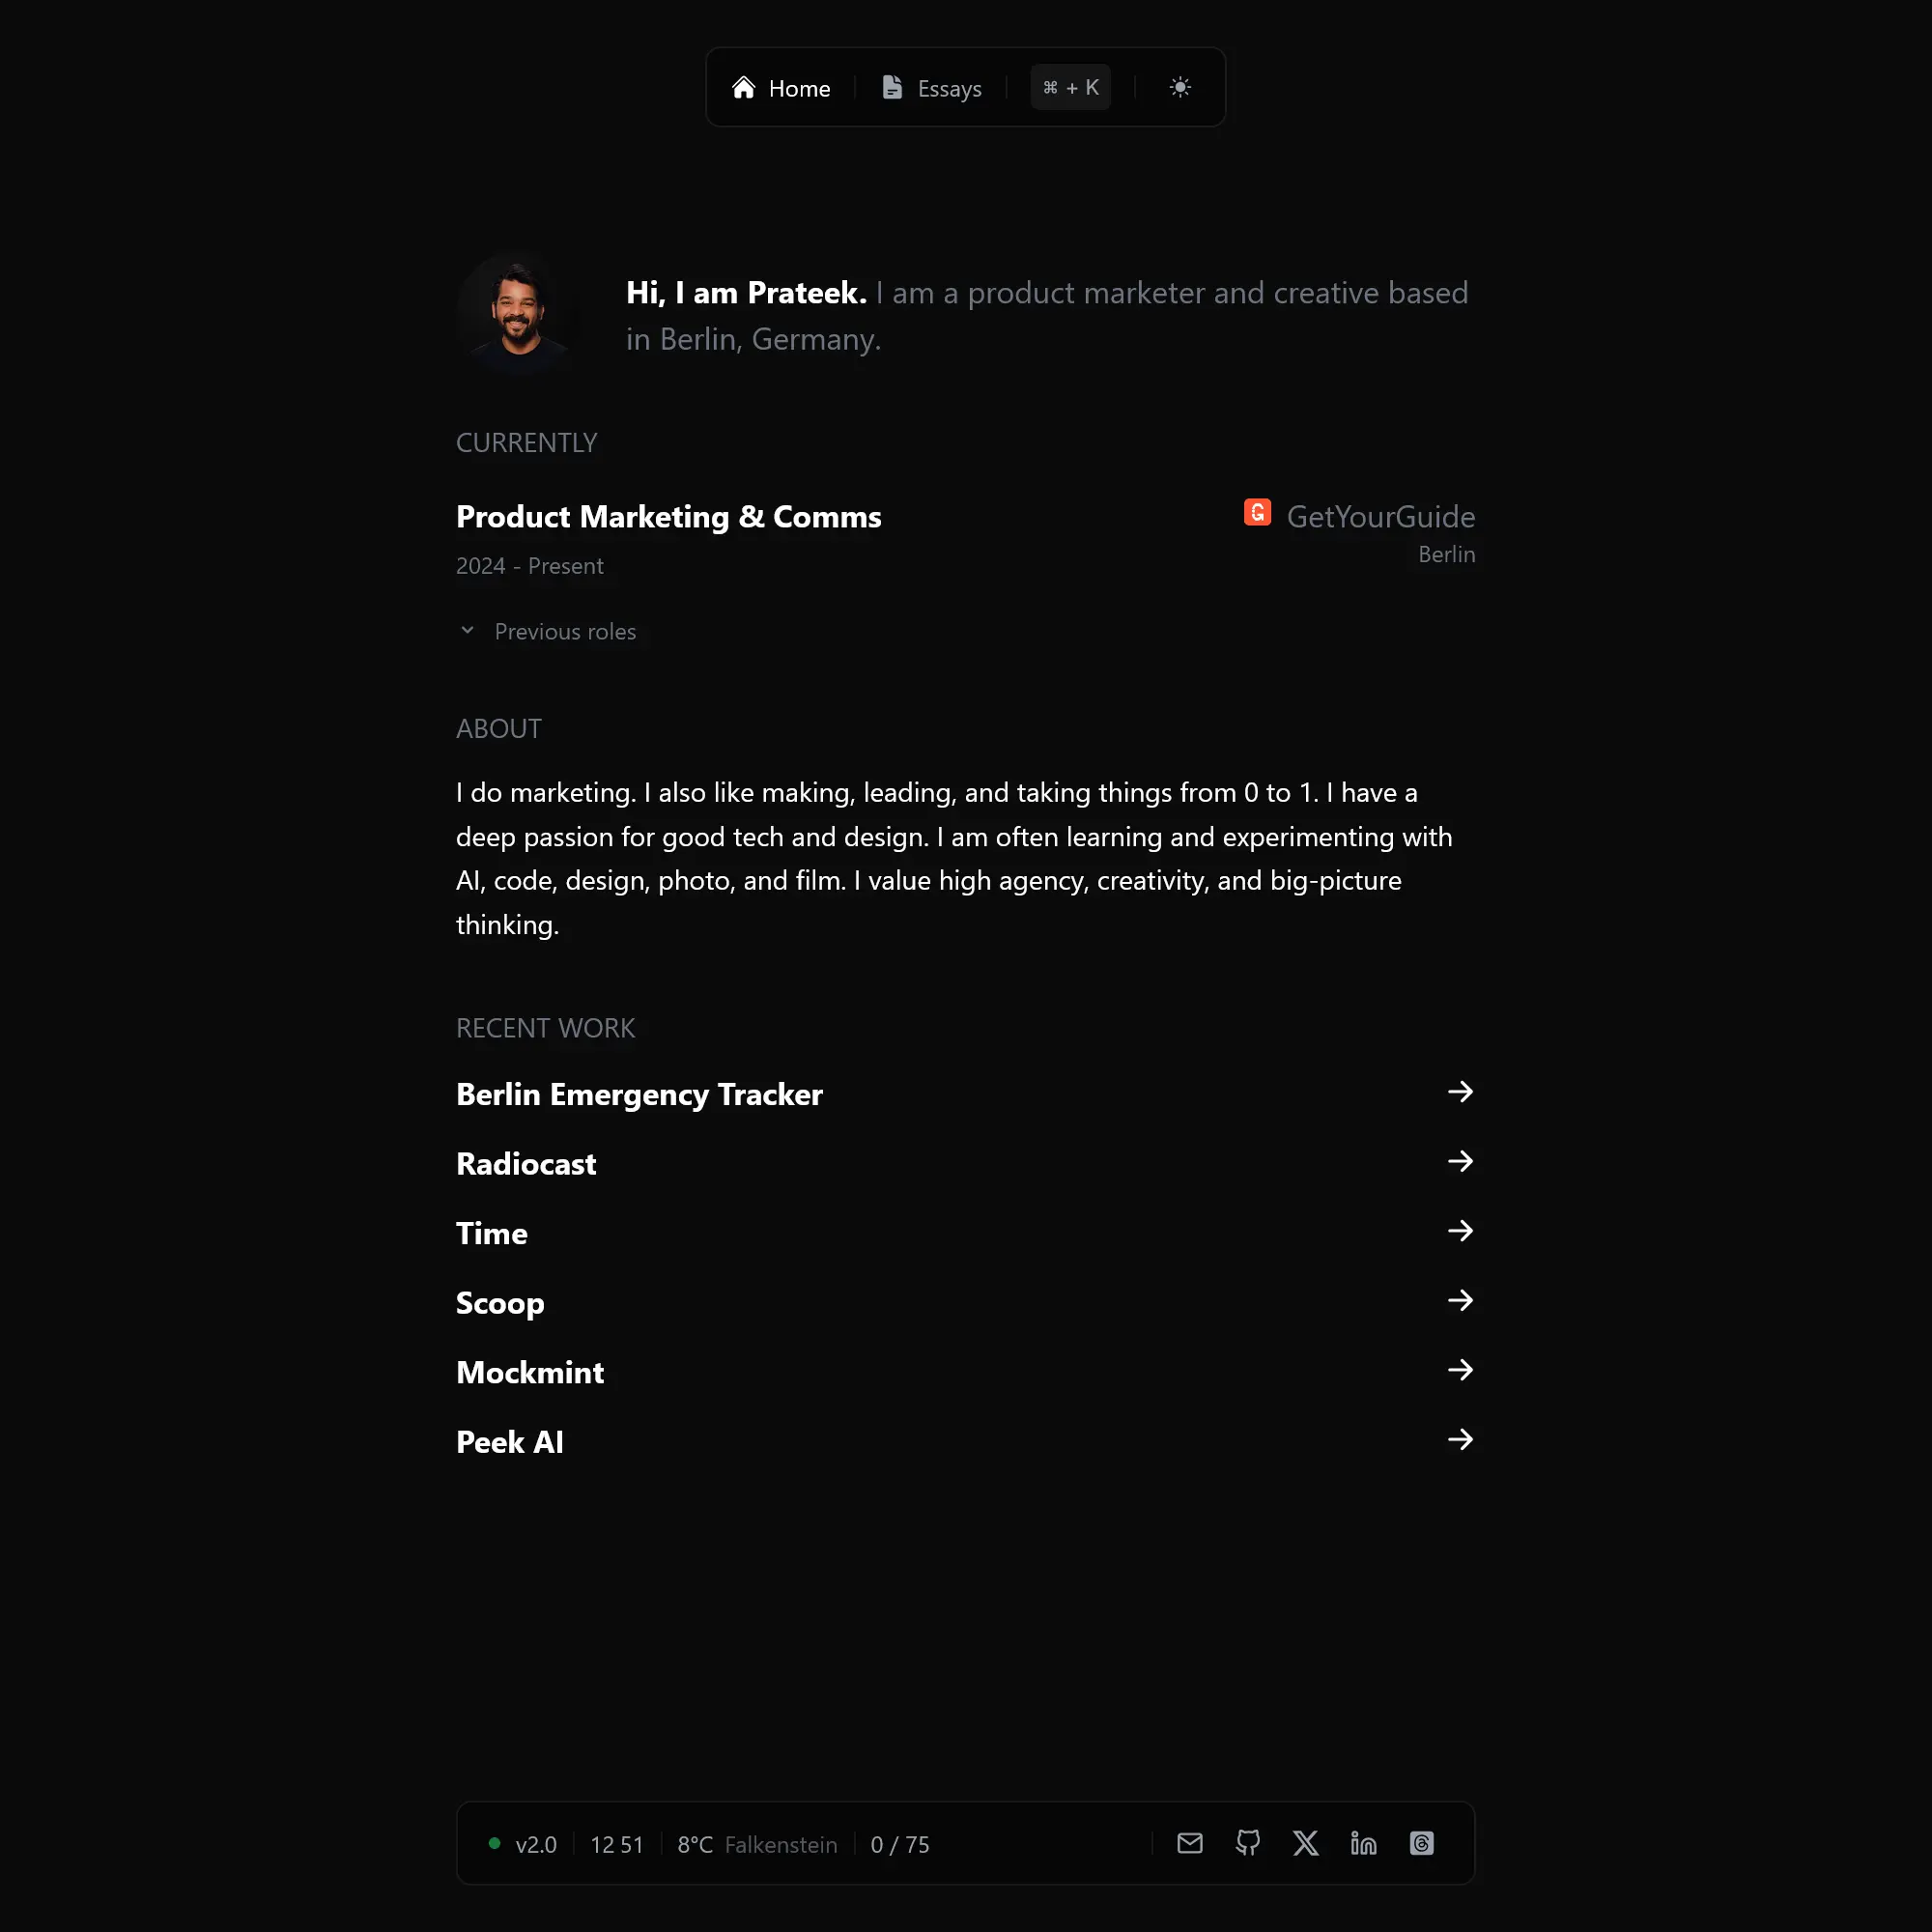 Home Essays ⌘ + K
Hi, I am Prateek. I am a product marketer and creative based
in Berlin, Germany.
CURRENTLY
Product Marketing & Comms
G GetYourGuide
2024 - Present
Berlin
Previous roles
ABOUT
I do marketing. I also like making, leading, and taking things from 0 to 1. I have a
deep passion for good tech and design. I am often learning and experimenting with
AI, code, design, photo, and film. I value high agency, creativity, and big-picture
thinking.
RECENT WORK
Berlin Emergency Tracker
Radiocast
Time
Scoop
Mockmint
Peek AI
v2.0 12 51 8°C Falkenstein 0 / 75